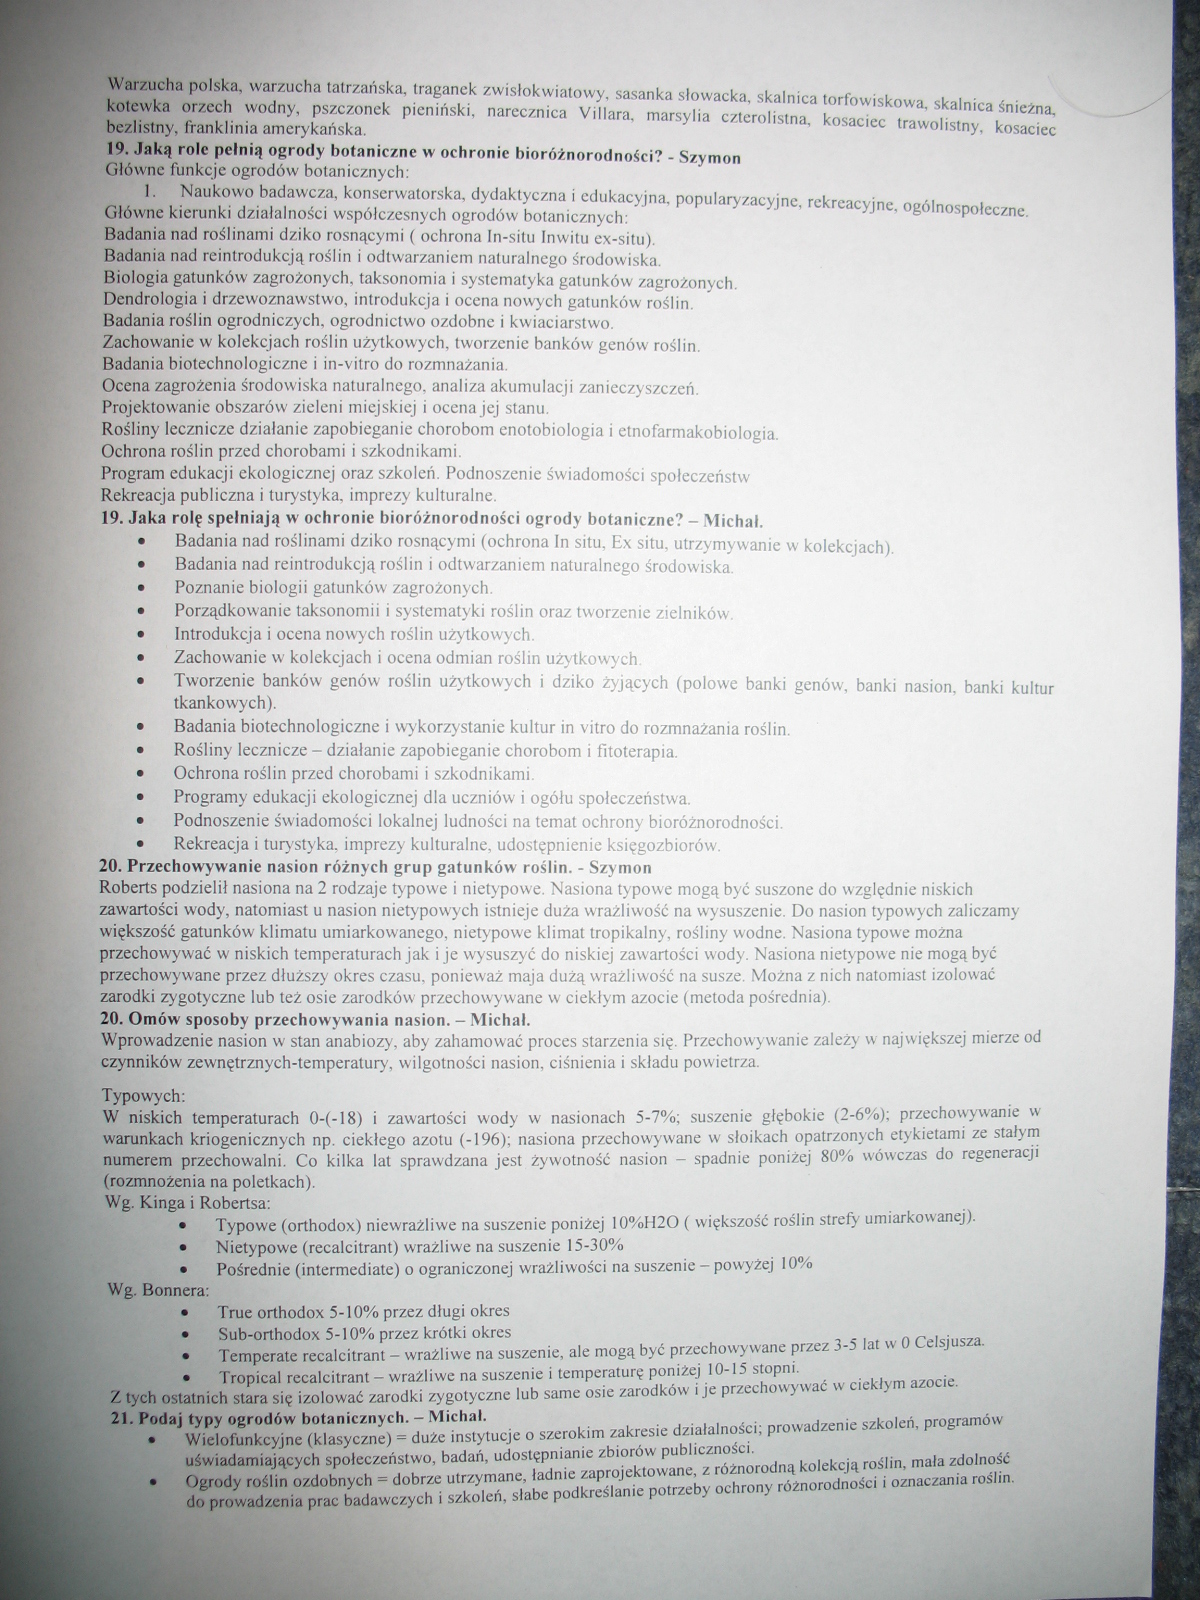 Warzucha polska, warzucha tatrzańska, traganek zwisłokwiatowy, sasanka słowacka, skalnica torfowiskowa, skalnica śnieżna,
kotewka orzech wodny, pszczonek pieniński, narecznica Villara, marsylia czterolistna, kosaciec trawolistny, kosaciec
bezlistny, franklinia amerykańska.
19. Jaką role pełnią ogrody botaniczne w ochronie bioróżnorodności? - Szymon
Główne funkcje ogrodów botanicznych:
1. Naukowo badawcza, konserwatorska, dydaktyczna i edukacyjna, popularyzacyjne, rekreacyjne, ogólnospołeczne.
Główne kierunki działalności współczesnych ogrodów botanicznych:
Badania nad roślinami dziko rosnącymi ( ochrona In-situ Inwitu ex-situ).
Badania nad reintrodukcją roślin i odtwarzaniem naturalnego środowiska.
Biologia gatunków zagrożonych, taksonomia i systematyka gatunków zagrożonych.
Dendrologia i drzewoznawstwo, introdukcja i ocena nowych gatunków roślin.
Badania roślin ogrodniczych, ogrodnictwo ozdobne i kwiaciarstwo.
Zachowanie w kolekcjach roślin użytkowych, tworzenie banków genów roślin.
Badania biotechnologiczne i in-vitro do rozmnażania.
Ocena zagrożenia środowiska naturalnego, analiza akumulacji zanieczyszczeń.
Projektowanie obszarów zieleni miejskiej i ocena jej stanu.
Rośliny lecznicze działanie zapobieganie chorobom enotobiologia i etnofarmakobiologia.
Ochrona roślin przed chorobami i szkodnikami.
Program edukacji ekologicznej oraz szkoleń. Podnoszenie świadomości społeczeństw
Rekreacja publiczna i turystyka, imprezy kulturalne.
19. Jaka rolę spełniają w ochronie bioróżnorodności ogrody botaniczne? – Michał.
• Badania nad roślinami dziko rosnącymi (ochrona In situ, Ex situ, utrzymywanie w kolekcjach).
• Badania nad reintrodukcją roślin i odtwarzaniem naturalnego środowiska.
• Poznanie biologii gatunków zagrożonych.
• Porządkowanie taksonomii i systematyki roślin oraz tworzenie zielników.
• Introdukcja i ocena nowych roślin użytkowych.
• Zachowanie w kolekcjach i ocena odmian roślin użytkowych.
• Tworzenie banków genów roślin użytkowych i dziko żyjących (polowe banki genów, banki nasion, banki kultur
tkankowych).
• Badania biotechnologiczne i wykorzystanie kultur in vitro do rozmnażania roślin.
• Rośliny lecznicze – działanie zapobieganie chorobom i fitoterapia.
• Ochrona roślin przed chorobami i szkodnikami.
• Programy edukacji ekologicznej dla uczniów i ogółu społeczeństwa.
• Podnoszenie świadomości lokalnej ludności na temat ochrony bioróżnorodności.
• Rekreacja i turystyka, imprezy kulturalne, udostępnienie księgozbiorów.
20. Przechowywanie nasion różnych grup gatunków roślin. - Szymon
Roberts podzielił nasiona na 2 rodzaje typowe i nietypowe. Nasiona typowe mogą być suszone do względnie niskich
zawartości wody, natomiast u nasion nietypowych istnieje duża wrażliwość na wysuszenie. Do nasion typowych zaliczamy
większość gatunków klimatu umiarkowanego, nietypowe klimat tropikalny, rośliny wodne. Nasiona typowe można
przechowywać w niskich temperaturach jak i je wysuszyć do niskiej zawartości wody. Nasiona nietypowe nie mogą być
przechowywane przez dłuższy okres czasu, ponieważ maja dużą wrażliwość na susze. Można z nich natomiast izolować
zarodki zygotyczne lub też osie zarodków przechowywane w ciekłym azocie (metoda pośrednia).
20. Omów sposoby przechowywania nasion. – Michał.
Wprowadzenie nasion w stan anabiozy, aby zahamować proces starzenia się. Przechowywanie zależy w największej mierze od
czynników zewnętrznych-temperatury, wilgotności nasion, ciśnienia i składu powietrza.
Typowych:
W niskich temperaturach 0-(-18) i zawartości wody w nasionach 5-7%; suszenie głębokie (2-6%); przechowywanie w
warunkach kriogenicznych np. ciekłego azotu (-196); nasiona przechowywane w słoikach opatrzonych etykietami ze stałym
numerem przechowalni. Co kilka lat sprawdzana jest żywotność nasion – spadnie poniżej 80% wówczas do regeneracji
(rozmnożenia na poletkach).
Wg. Kinga i Robertsa:
• Typowe (orthodox) niewrażliwe na suszenie poniżej 10%H2O ( większość roślin strefy umiarkowanej).
• Nietypowe (recalcitrant) wrażliwe na suszenie 15-30%
• Pośrednie (intermediate) o ograniczonej wrażliwości na suszenie – powyżej 10%
Wg. Bonnera:
• True orthodox 5-10% przez długi okres
• Sub-orthodox 5-10% przez krótki okres
• Temperate recalcitrant – wrażliwe na suszenie, ale mogą być przechowywane przez 3-5 lat w 0 Celsjusza.
• Tropical recalcitrant – wrażliwe na suszenie i temperaturę poniżej 10-15 stopni.
Z tych ostatnich stara się izolować zarodki zygotyczne lub same osie zarodków i je przechowywać w ciekłym azocie.
21. Podaj typy ogrodów botanicznych. – Michał.
• Wielofunkcyjne (klasyczne) = duże instytucje o szerokim zakresie działalności; prowadzenie szkoleń, programów
uświadamiających społeczeństwo, badań, udostępnianie zbiorów publiczności.
• Ogrody roślin ozdobnych = dobrze utrzymane, ładnie zaprojektowane, z różnorodną kolekcją roślin, mała zdolność
do prowadzenia prac badawczych i szkoleń, słabe podkreślanie potrzeby ochrony różnorodności i oznaczania roślin.